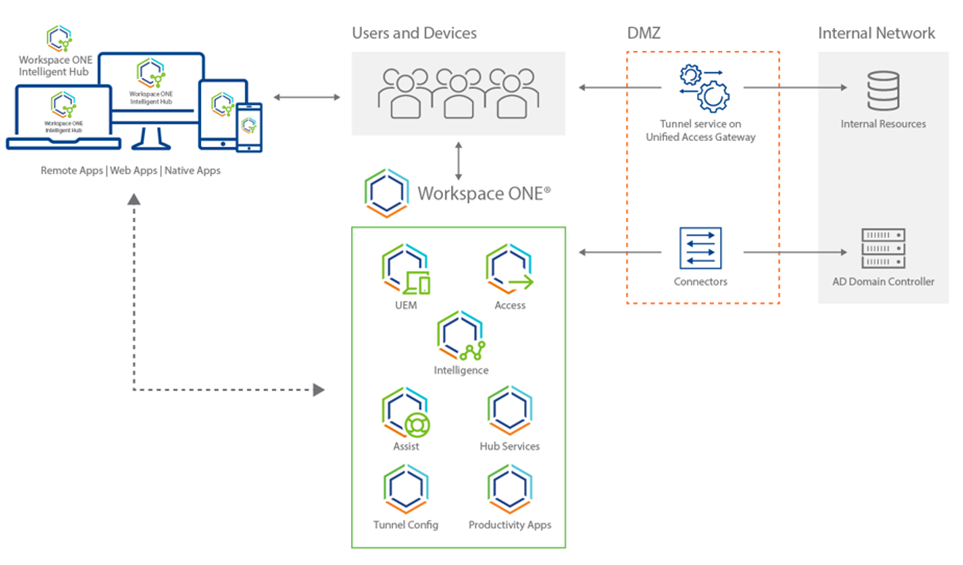 Workspace ONE
Intelligent Hub
Workspace ONE
Intelligent Hub
Workspace ONE
Intelligent Hub
Remote Apps | Web Apps | Native Apps
Users and Devices
DMZ
Internal Network
Tunnel service on
Unified Access Gateway
Internal Resources
Workspace ONE®
UEM
Access
Intelligence
Assist
Hub Services
Tunnel Config
Productivity Apps
Connectors
AD Domain Controller